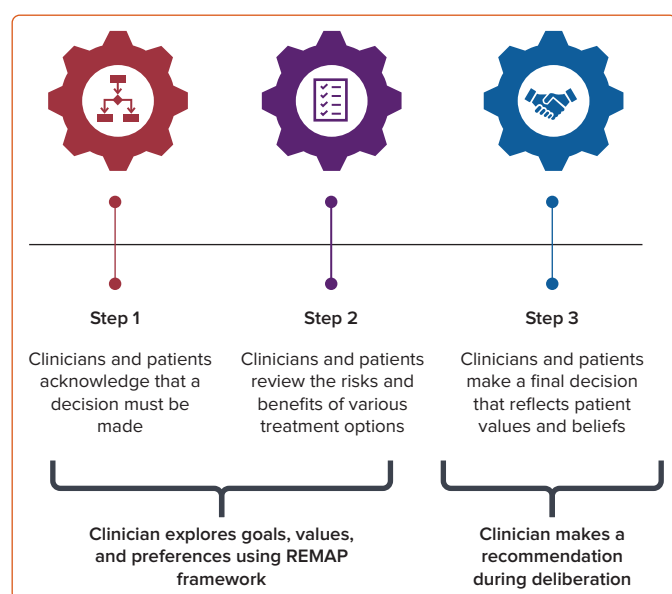 Step 1
Clinicians and patients
acknowledge that a
decision must be
made
Step 2
Clinicians and patients
review the risks and
benefits of various
treatment options
Step 3
Clinicians and patients
make a final decision
that reflects patient
values and beliefs
Clinician explores goals, values,
and preferences using REMAP
framework
Clinician makes a
recommendation
during deliberation